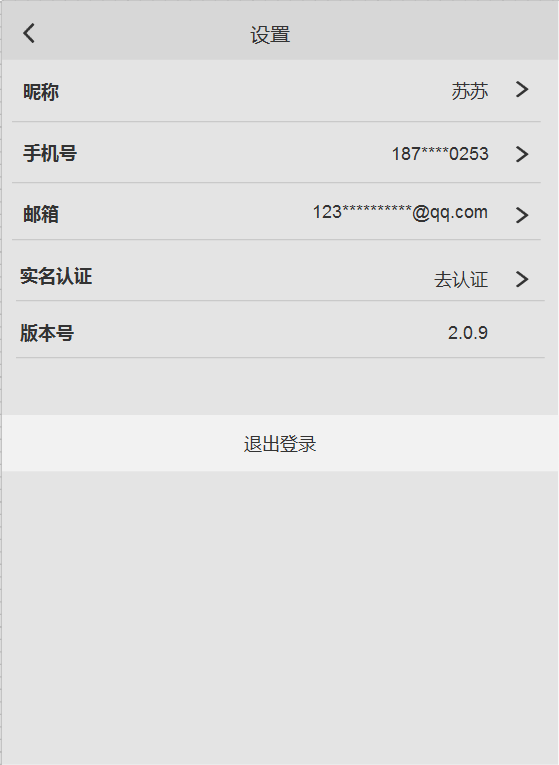 设置
昵称 苏苏
手机号 187****0253
邮箱 123**********@qq.com
实名认证 去认证
版本号 2.0.9
退出登录